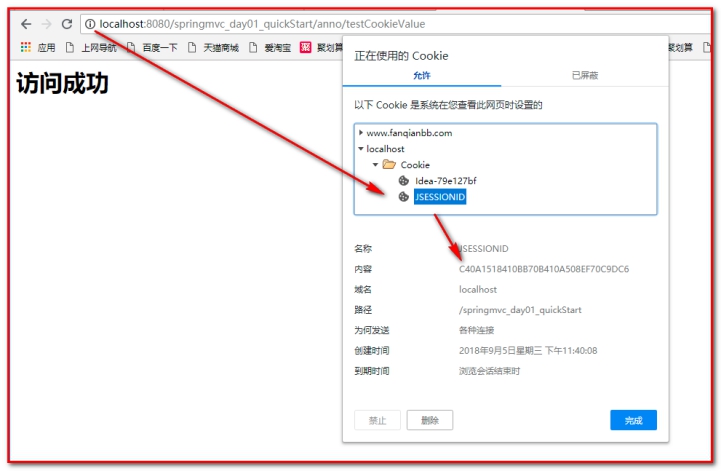 localhost:8080/springmvc_day01_quickStart/anno/testCookieValue
应用 上网导航 百度一下 天猫商城 爱淘宝 聚 聚划算 聚划算
访问成功
正在使用的 Cookie
允许 已屏蔽
以下 Cookie 是系统在您查看此网页时设置的
www.fanqianbb.com
localhost
Cookie
Idea-79e127bf
JSESSIONID
名称 JSESSIONID
内容 C40A1518410BB70B410A508EF70C9DC6
域名 localhost
路径 /springmvc_day01_quickStart
为何发送 各种连接
创建时间 2018年9月5日星期三 下午11:40:08
到期时间 浏览会话结束时
禁止 删除 完成